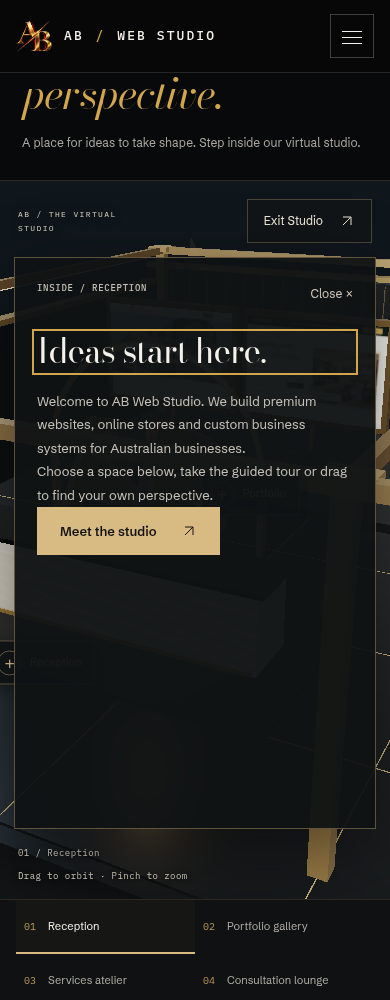 AB
AB / WEB STUDIO
perspective.
A place for ideas to take shape. Step inside our virtual studio.
AB / THE VIRTUAL
STUDIO
Exit Studio
INSIDE / RECEPTION
Close ×
Ideas start here.
Welcome to AB Web Studio. We build premium
websites, online stores and custom business
systems for Australian businesses.
Choose a space below, take the guided tour or drag
to find your own perspective.
Portfolio
Meet the studio
+ Reception
01 / Reception
Drag to orbit · Pinch to zoom
01 Reception
02 Portfolio gallery
03 Services atelier
04 Consultation lounge